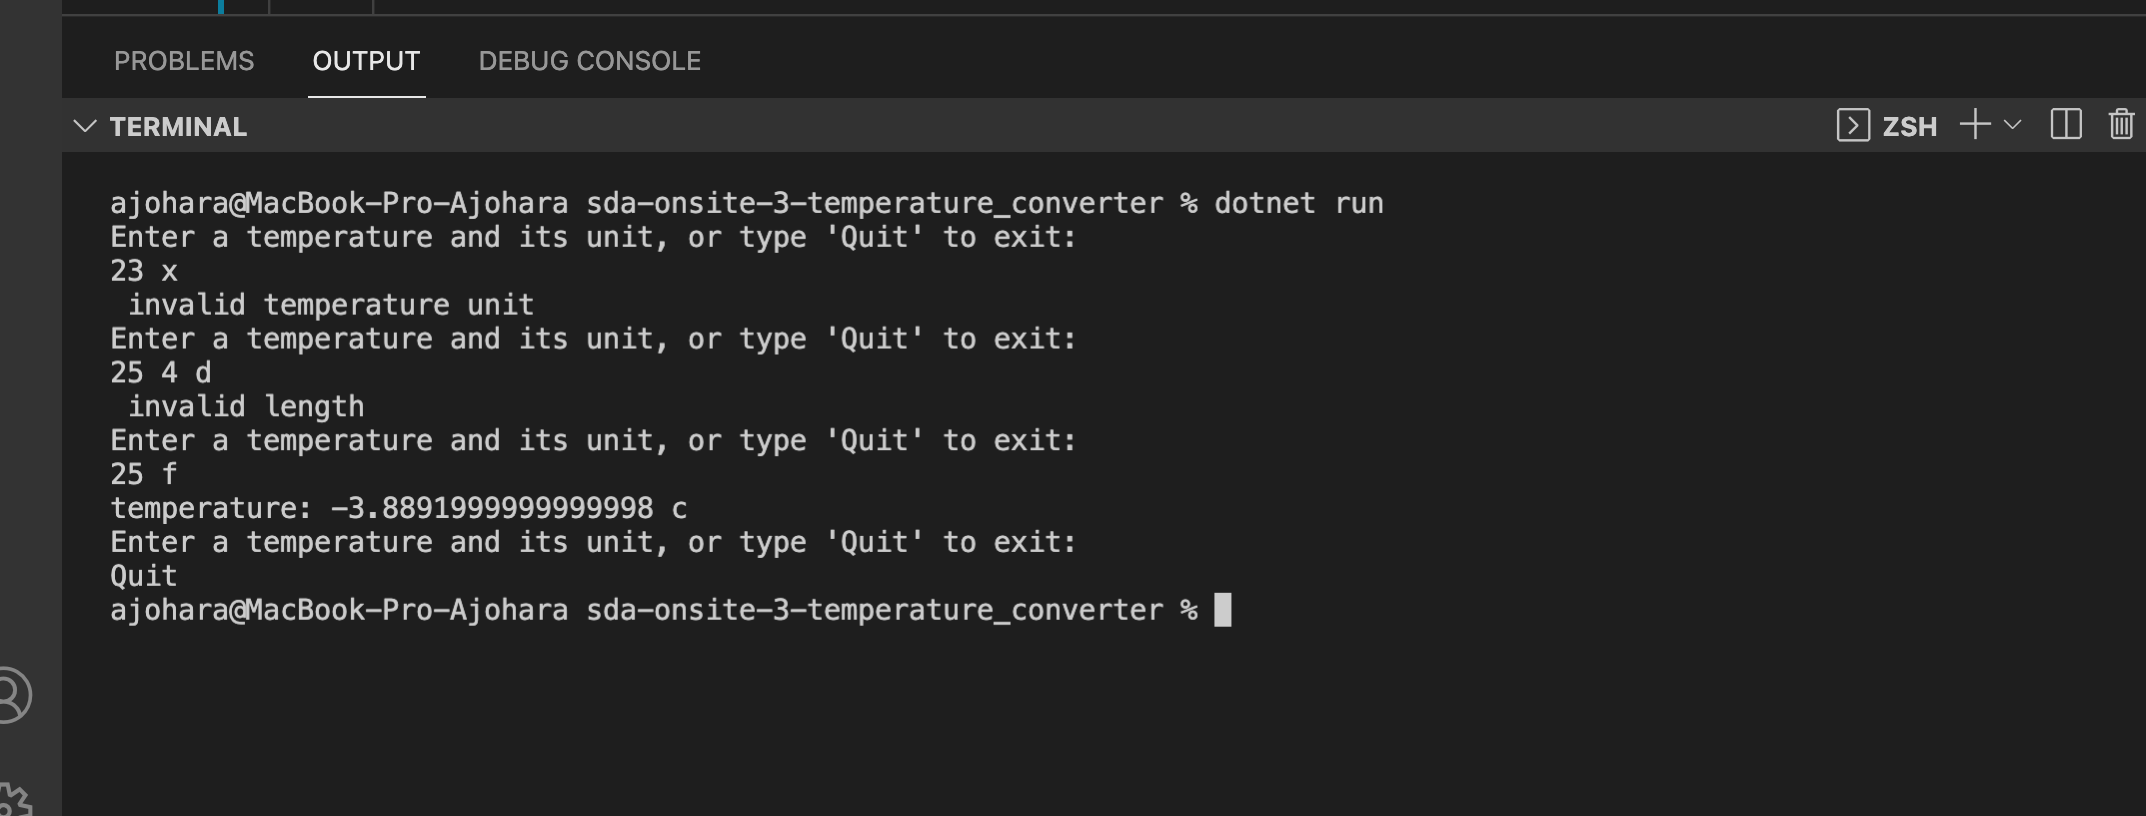 PROBLEMS OUTPUT DEBUG CONSOLE
TERMINAL ZSH
ajohara@MacBook-Pro-Ajohara sda-onsite-3-temperature_converter % dotnet run
Enter a temperature and its unit, or type 'Quit' to exit:
23 x
 invalid temperature unit
Enter a temperature and its unit, or type 'Quit' to exit:
25 4 d
 invalid length
Enter a temperature and its unit, or type 'Quit' to exit:
25 f
temperature: -3.8891999999999998 c
Enter a temperature and its unit, or type 'Quit' to exit:
Quit
ajohara@MacBook-Pro-Ajohara sda-onsite-3-temperature_converter %